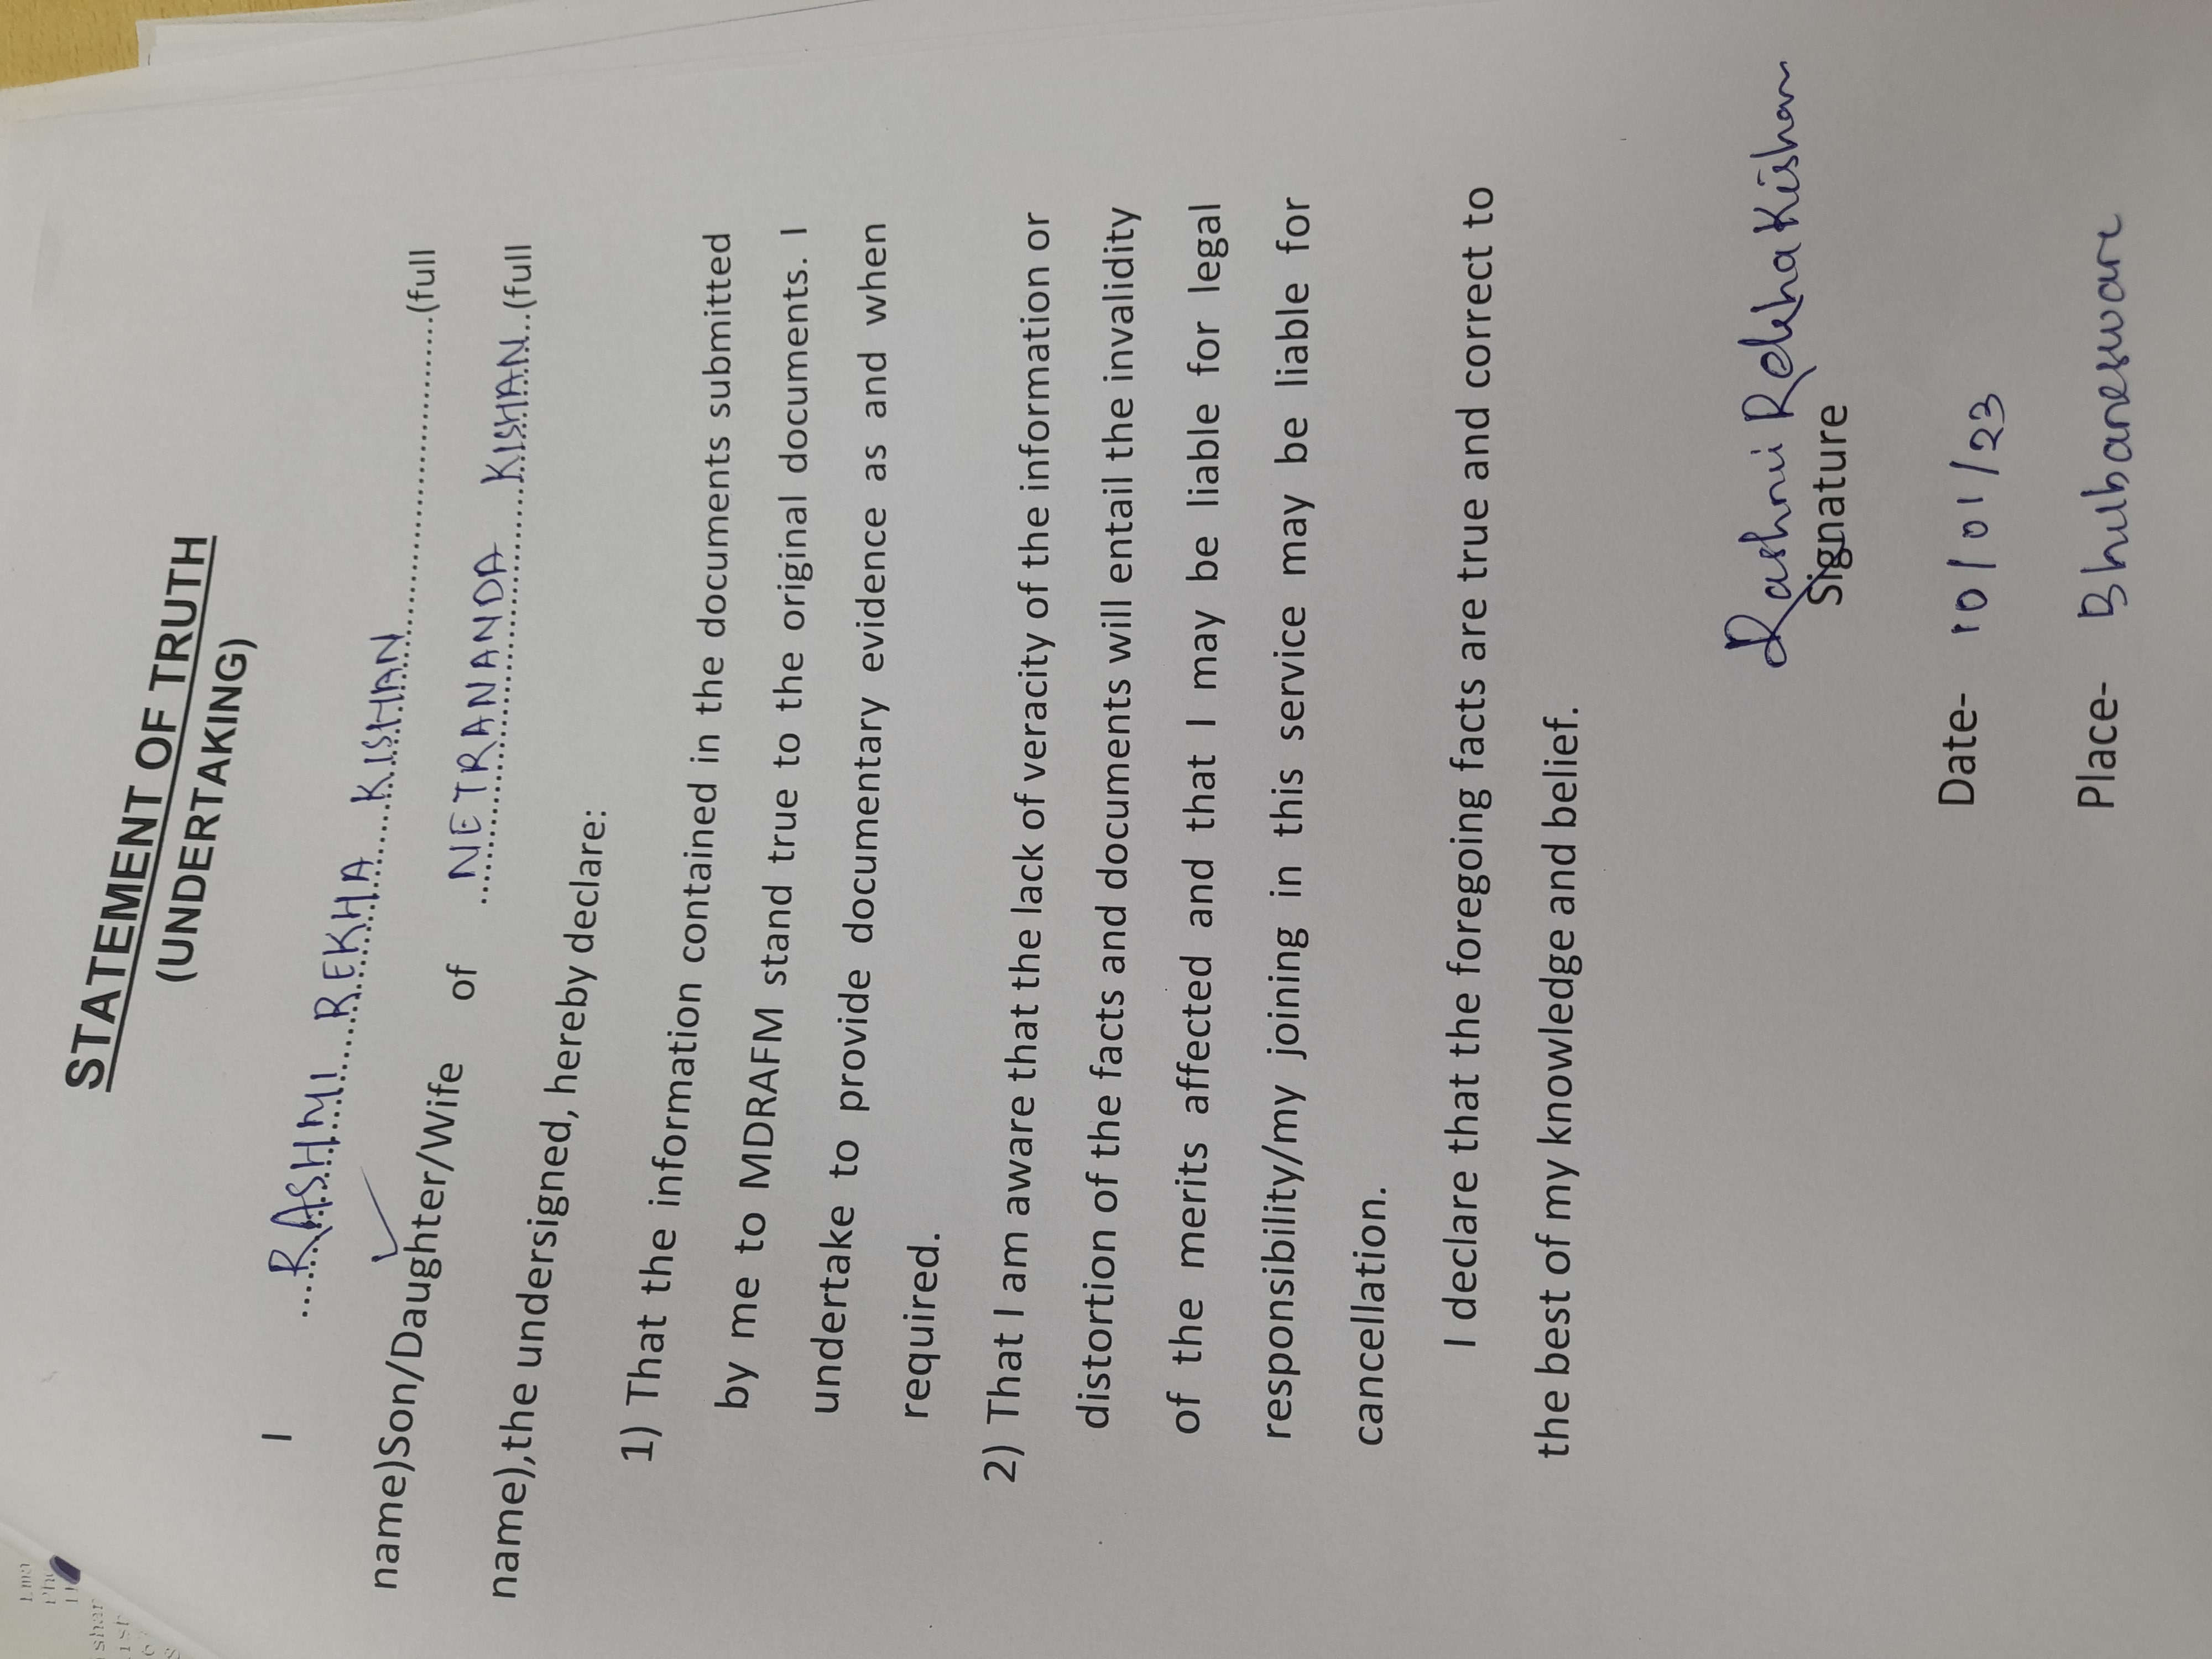 STATEMENT OF TRUTH
(UNDERTAKING)
I ...RASHMI REKHA KISHAN...(full
name)Son/Daughter/Wife of NETRANANDA KISHAN..(full
name),the undersigned, hereby declare:
1) That the information contained in the documents submitted
by me to MDRAFM stand true to the original documents. I
undertake to provide documentary evidence as and when
required.
2) That I am aware that the lack of veracity of the information or
distortion of the facts and documents will entail the invalidity
of the merits affected and that I may be liable for legal
responsibility/my joining in this service may be liable for
cancellation.
I declare that the foregoing facts are true and correct to
the best of my knowledge and belief.
Rashmi Rekha Kishan
Signature
Date- 10/01/23
Place- Bhubaneswar